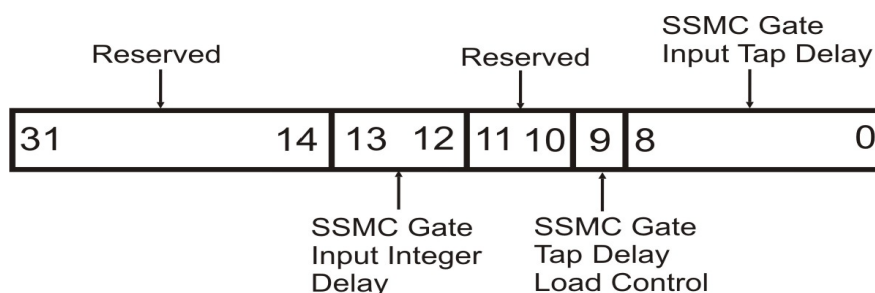 SSMC Gate
Input Tap Delay
Reserved
Reserved
31 14 13 12 11 10 9 8 0
SSMC Gate
Input Integer
Delay
SSMC Gate
Tap Delay
Load Control